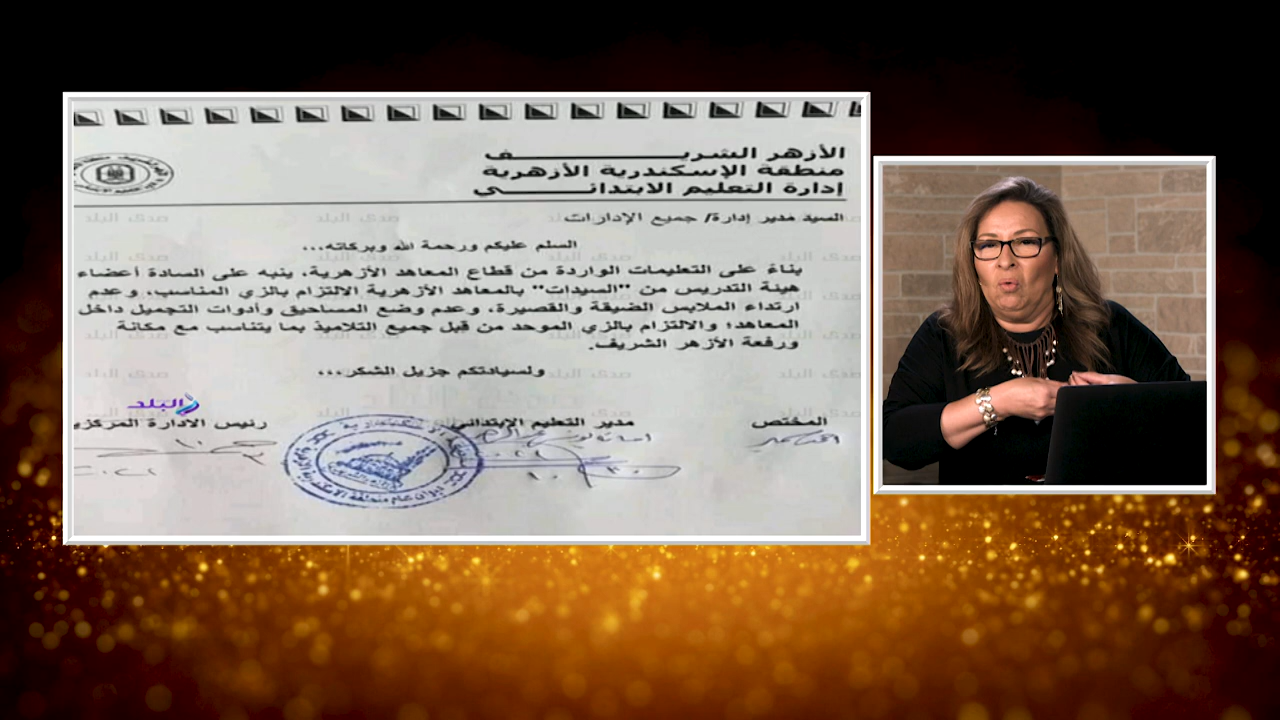 الأزهر الشريف
منطقة الإسكندرية الأزهرية
إدارة التعليم الابتدائي
السيد مدير إدارة/ جميع الإدارات
السلم عليكم ورحمة الله وبركاته...
بناءً على التعليمات الواردة من قطاع المعاهد الأزهرية، ينبه على السادة أعضاء
هيئة التدريس من "السيدات" بالمعاهد الأزهرية الالتزام بالزي المناسب، وعدم
ارتداء الملابس الضيقة والقصيرة، وعدم وضع المساحيق وأدوات التجميل داخل
المعاهد؛ والالتزام بالزي الموحد من قبل جميع التلاميذ بما يتناسب مع مكانة
ورفعة الأزهر الشريف.
ولسيادتكم جزيل الشكر...
صدى البلد
البلد
المختص
مدير التعليم الابتدائي
رئيس الادارة المركزية